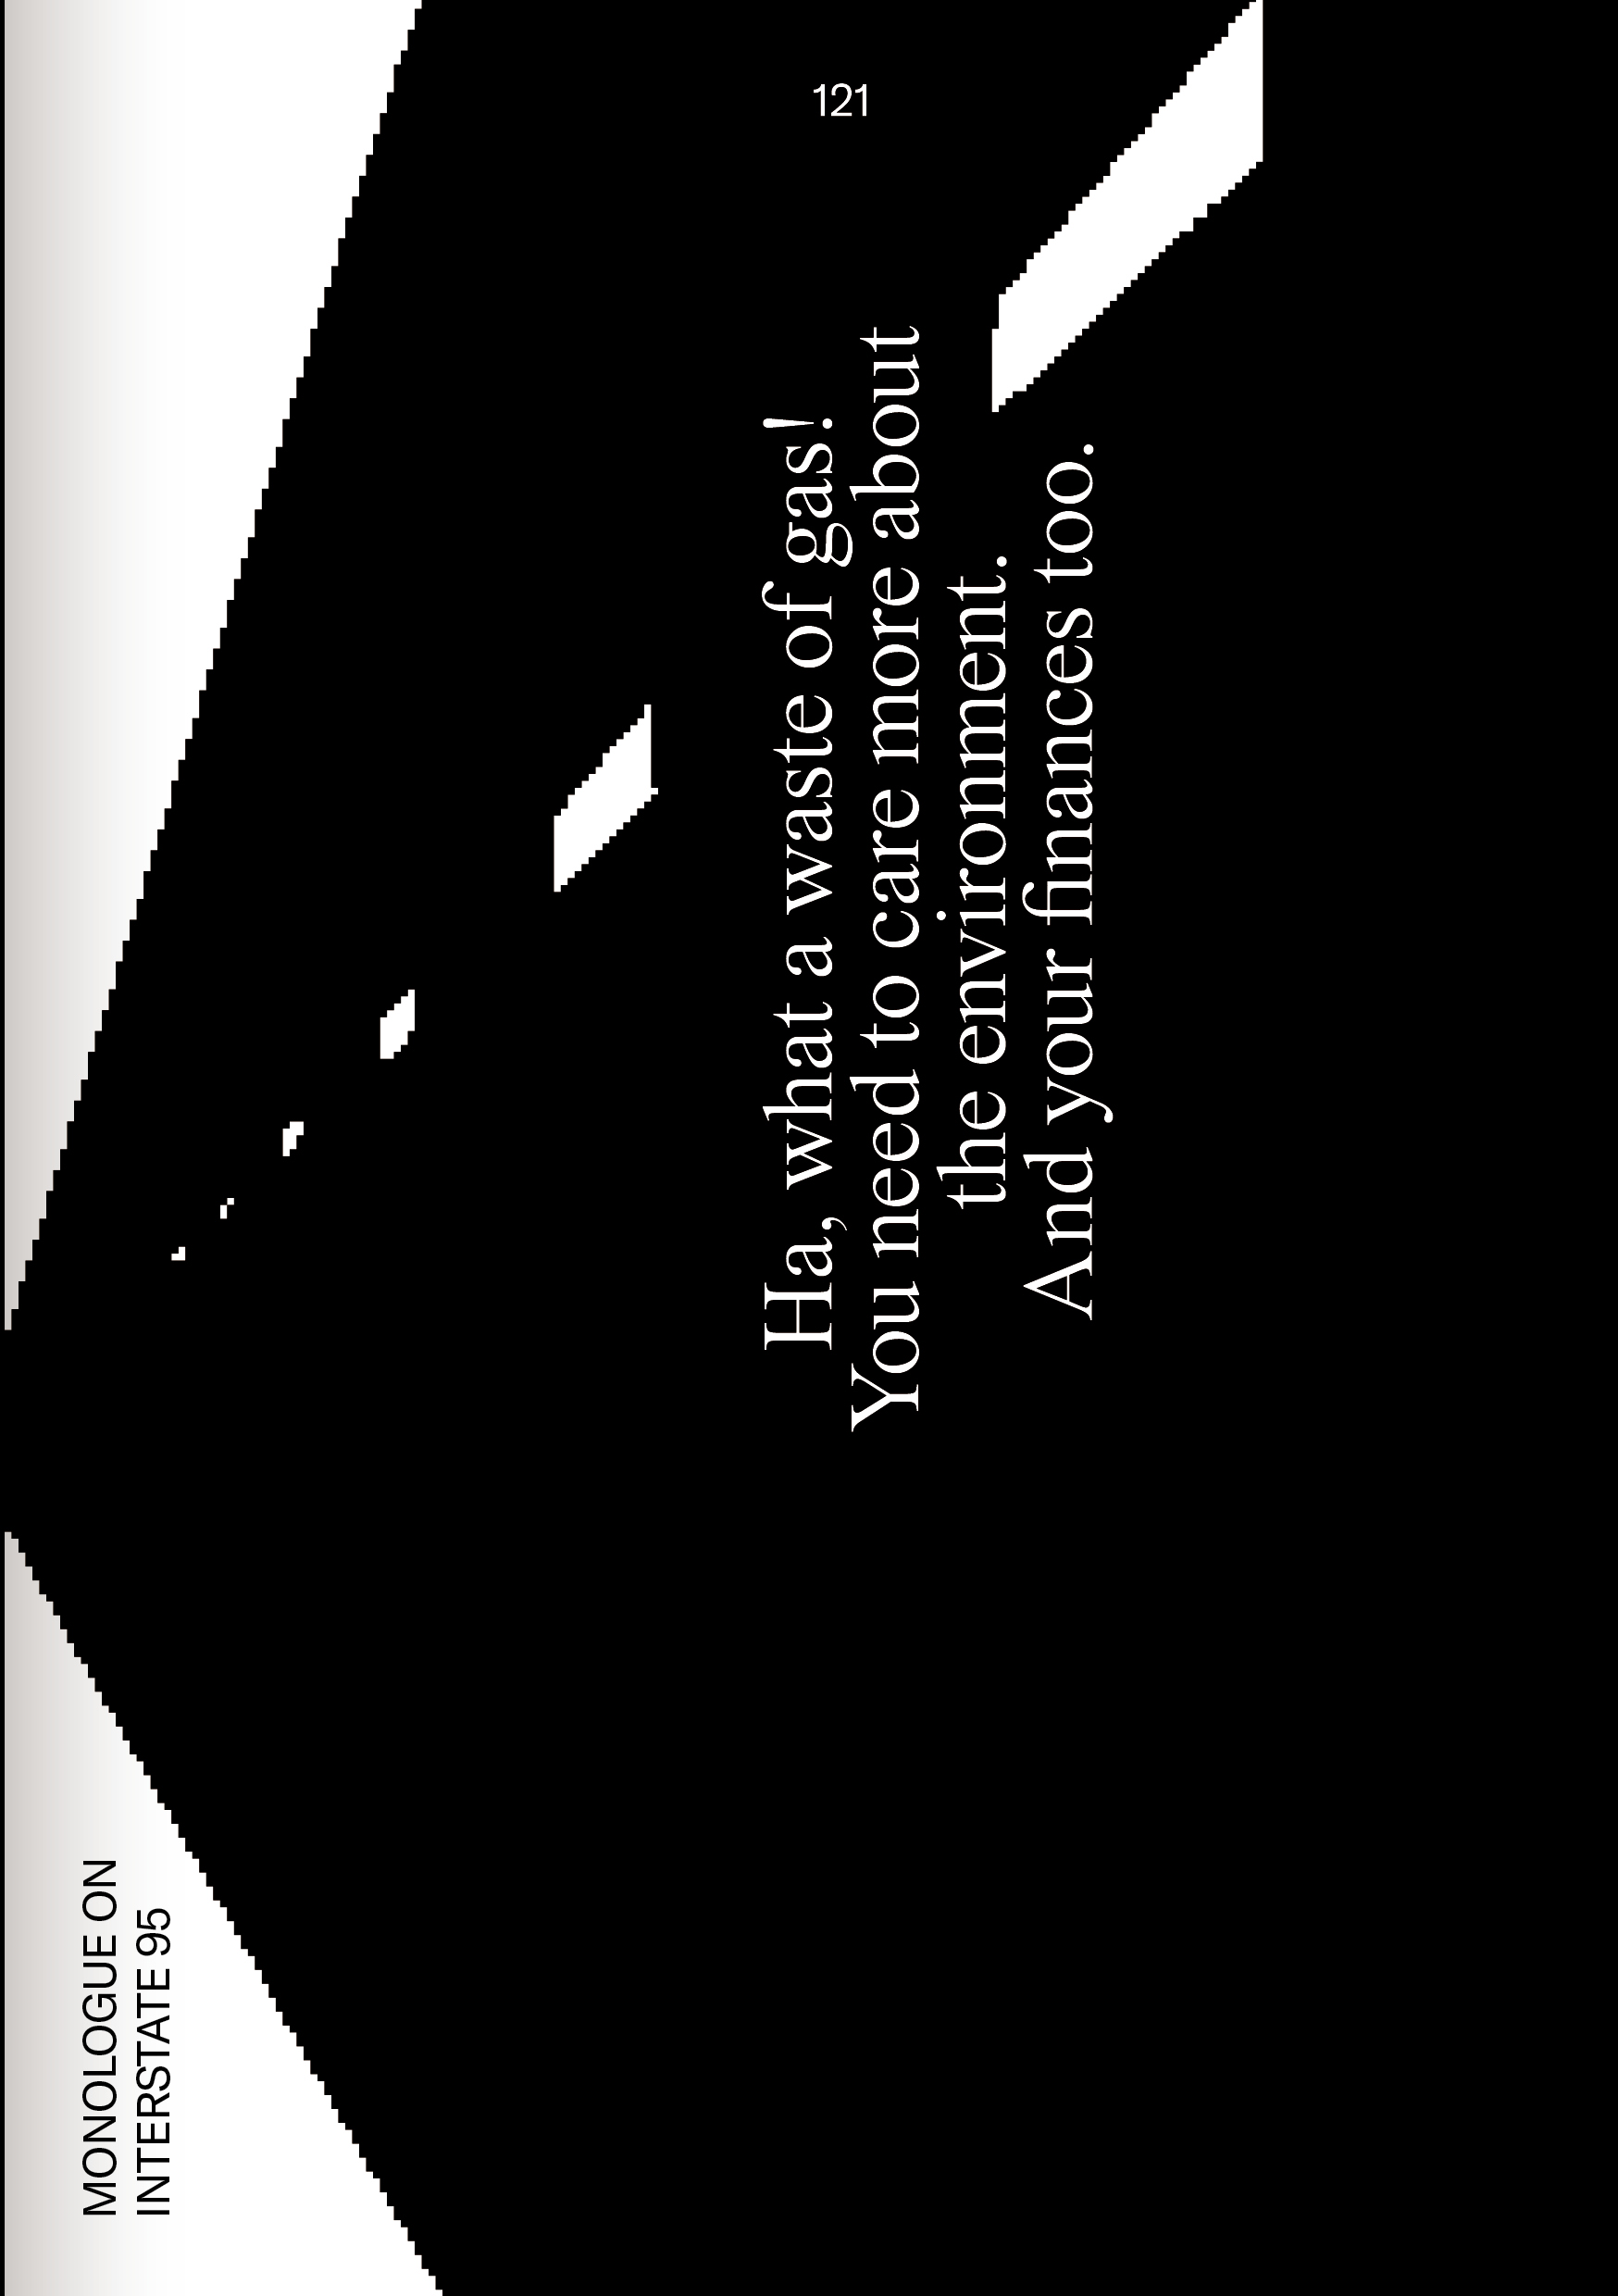 121
Ha, what a waste of gas!
You need to care more about
the environment.
And your finances too.
MONOLOGUE ON
INTERSTATE 95